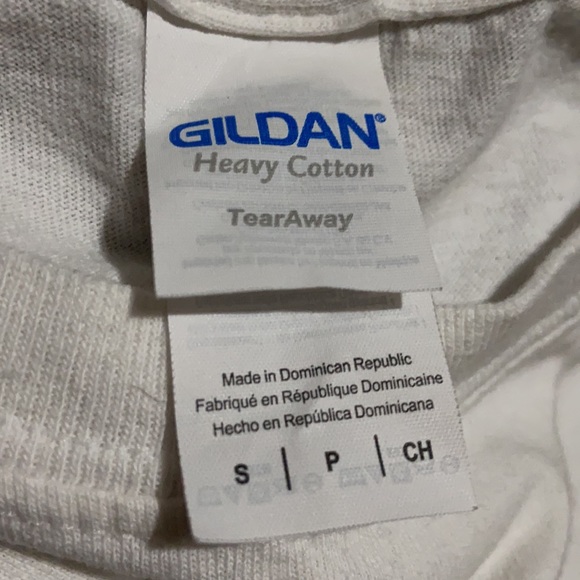 GILDAN®
Heavy Cotton
TearAway
Made in Dominican Republic
Fabriqué en République Dominicaine
Hecho en República Dominicana
S | P | CH